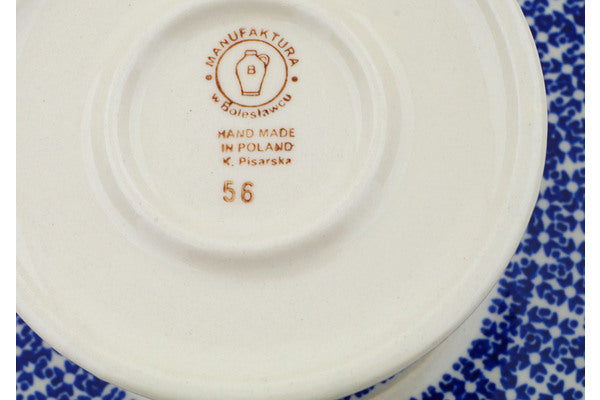 MANUFAKTURA
B
w Bolesławcu
HAND MADE
IN POLAND
K. Pisarska
56